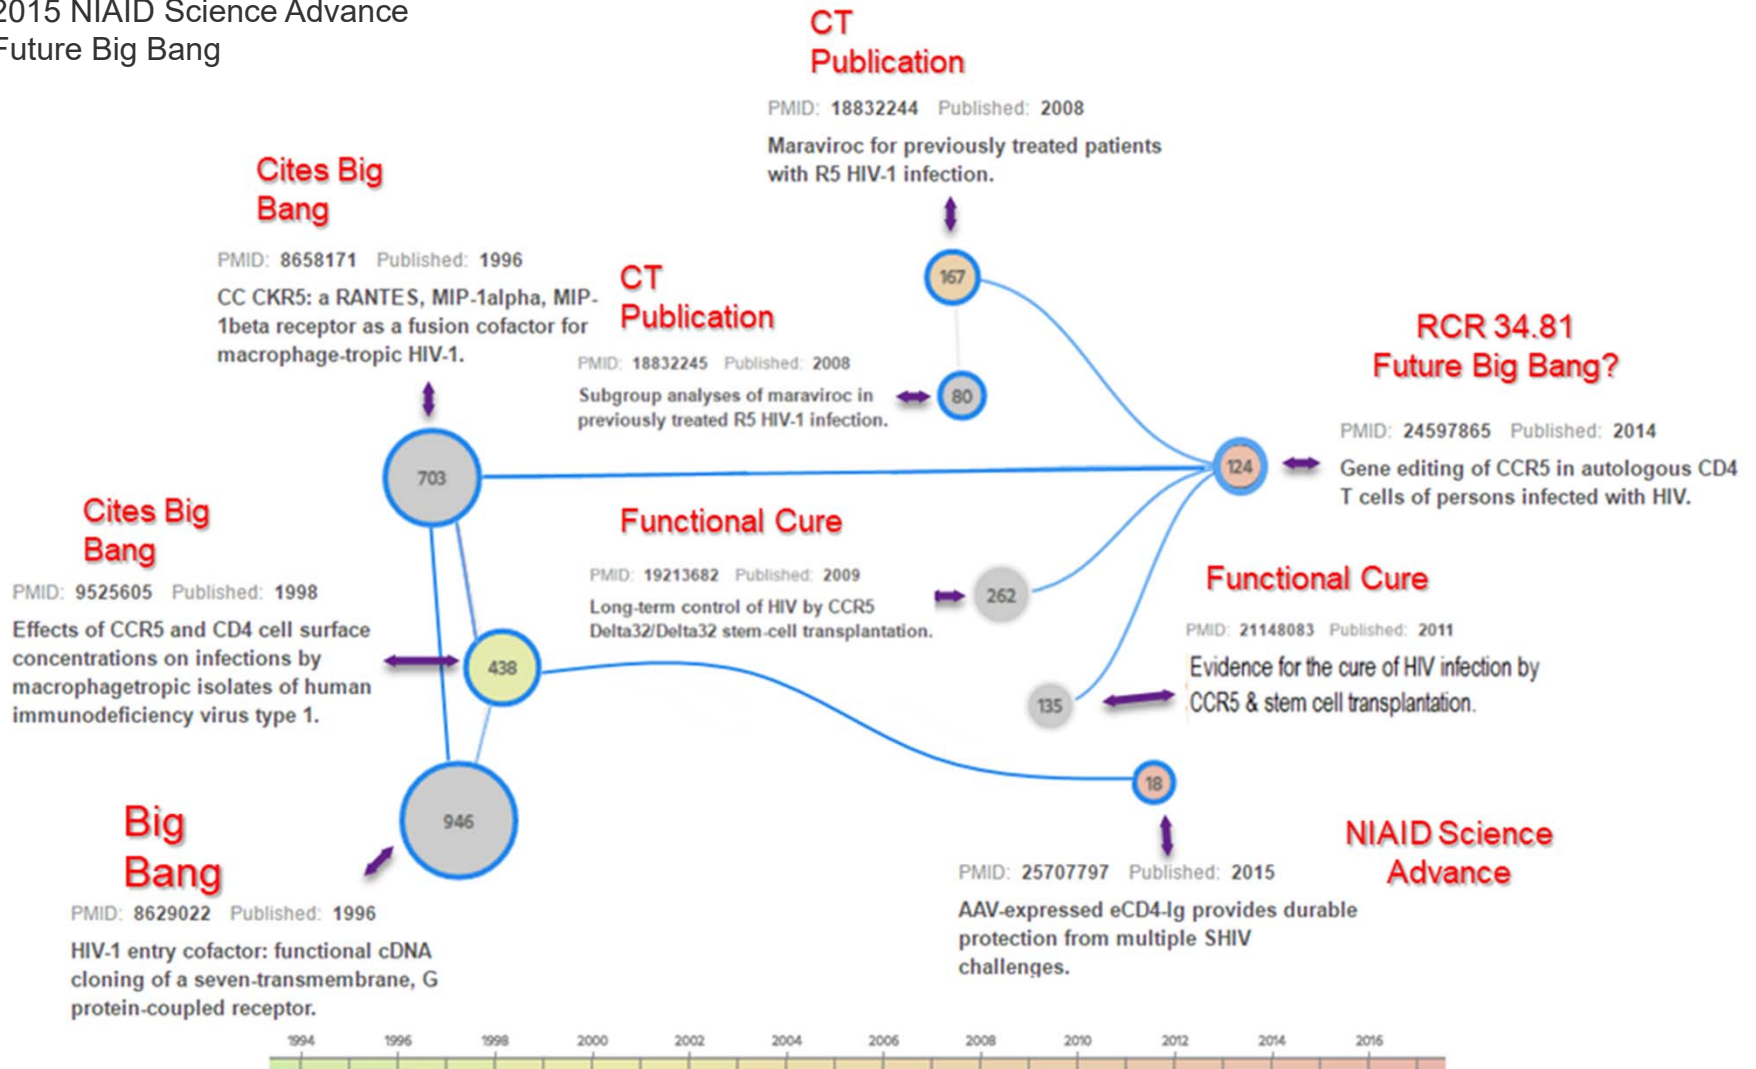 2015 NIAID Science Advance
Future Big Bang
CT
Publication
PMID: 18832244 Published: 2008
Maraviroc for previously treated patients
with R5 HIV-1 infection.
167
Cites Big
Bang
PMID: 8658171 Published: 1996
CC CKR5: a RANTES, MIP-1alpha, MIP-
1beta receptor as a fusion cofactor for
macrophage-tropic HIV-1.
703
CT
Publication
PMID: 18832245 Published: 2008
Subgroup analyses of maraviroc in
previously treated R5 HIV-1 infection.
80
RCR 34.81
Future Big Bang?
124
PMID: 24597865 Published: 2014
Gene editing of CCR5 in autologous CD4
T cells of persons infected with HIV.
Cites Big
Bang
PMID: 9525605 Published: 1998
Effects of CCR5 and CD4 cell surface
concentrations on infections by
macrophagetropic isolates of human
immunodeficiency virus type 1.
438
Functional Cure
PMID: 19213682 Published: 2009
Long-term control of HIV by CCR5
Delta32/Delta32 stem-cell transplantation.
262
Functional Cure
PMID: 21148083 Published: 2011
Evidence for the cure of HIV infection by
CCR5 & stem cell transplantation.
135
Big
Bang
946
PMID: 8629022 Published: 1996
HIV-1 entry cofactor: functional cDNA
cloning of a seven-transmembrane, G
protein-coupled receptor.
18
NIAID Science
Advance
PMID: 25707797 Published: 2015
AAV-expressed eCD4-Ig provides durable
protection from multiple SHIV
challenges.
1994 1996 1998 2000 2002 2004 2006 2008 2010 2012 2014 2016